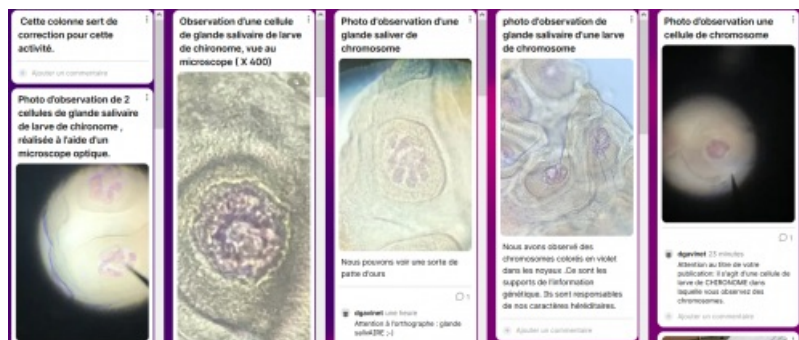 Cette colonne sert de
correction pour cette
activité.
Ajouter un commentaire
Photo d'observation de 2
cellules de glande salivaire
de larve de chironome ,
réalisée à l'aide d'un
microscope optique.
Observation d'une cellule
de glande salivaire de larve
de chironome, vue au
microscope ( X 400)
Photo d'observation d'une
glande saliver de
chromosome
Nous pouvons voir une sorte de
patte d'ours
1
dgavinet une heure
Attention à l'orthographe : glande
salivAIRE ;-)
photo d'observation de
glande salivaire d'une larve
de chromosome
Nous avons observé des
chromosomes colorés en violet
dans les noyaux .Ce sont les
supports de l'information
génétique. Ils sont responsables
de nos caractères héréditaires.
Ajouter un commentaire
Photo d'observation une
cellule de chromosome
1
dgavinet 23 minutes
Attention au titre de votre
publication: il s'agit d'une cellule de
larve de CHIRONOME dans
laquelle vous observez des
chromosomes.
Ajouter un commentaire